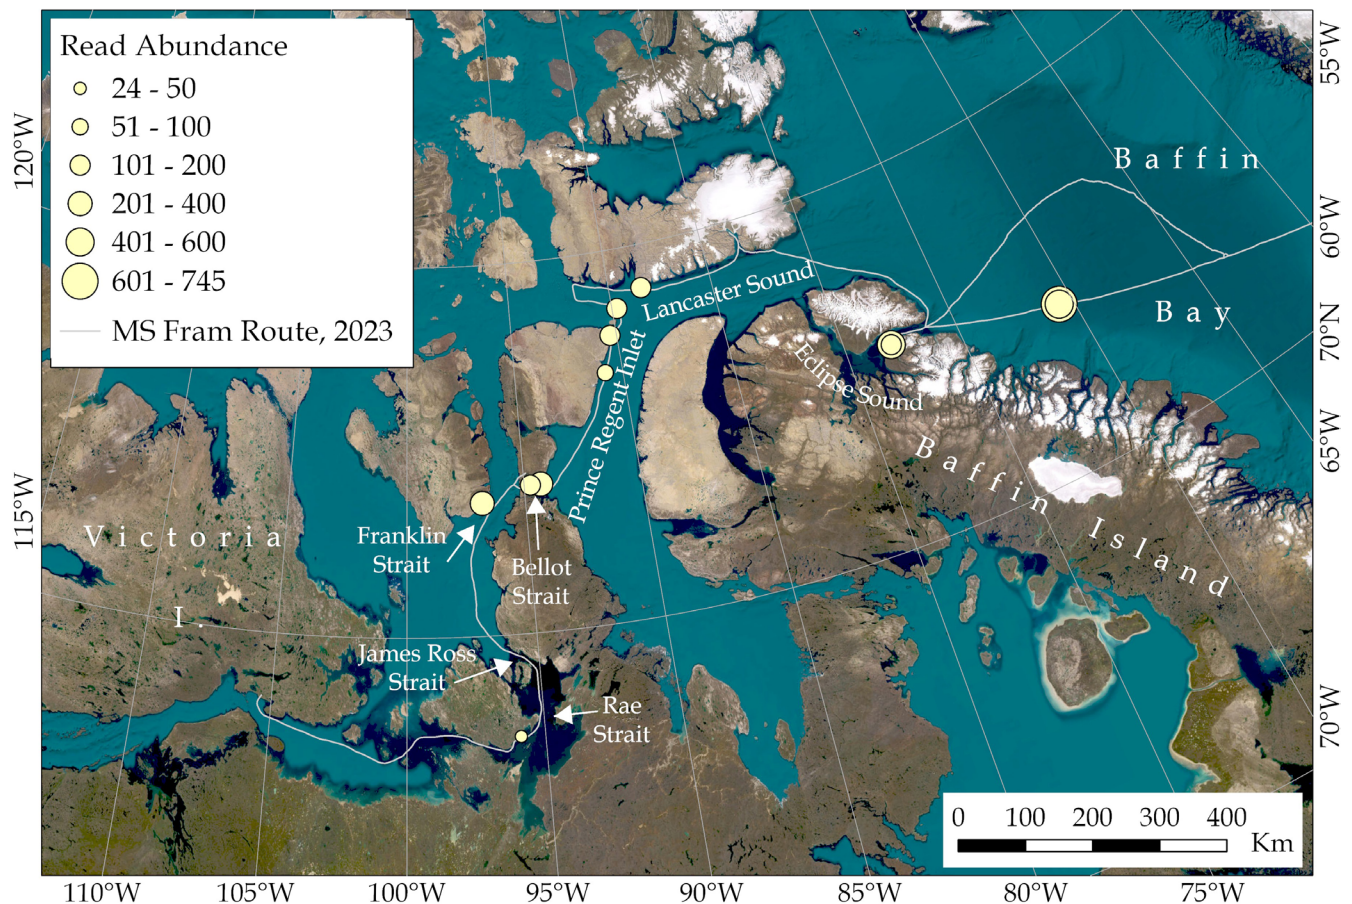 Read Abundance
24 - 50
51 - 100
101 - 200
201 - 400
401 - 600
601 - 745
MS Fram Route, 2023
120°W
115°W
55°W
60°W
70°N
65°W
70°W
Baffin
Bay
Lancaster Sound
Prince Regent Inlet
Eclipse Sound
Baffin Island
Victoria
I.
Franklin
Strait
Bellot
Strait
James Ross
Strait
Rae
Strait
0 100 200 300 400
Km
110°W 105°W 100°W 95°W 90°W 85°W 80°W 75°W